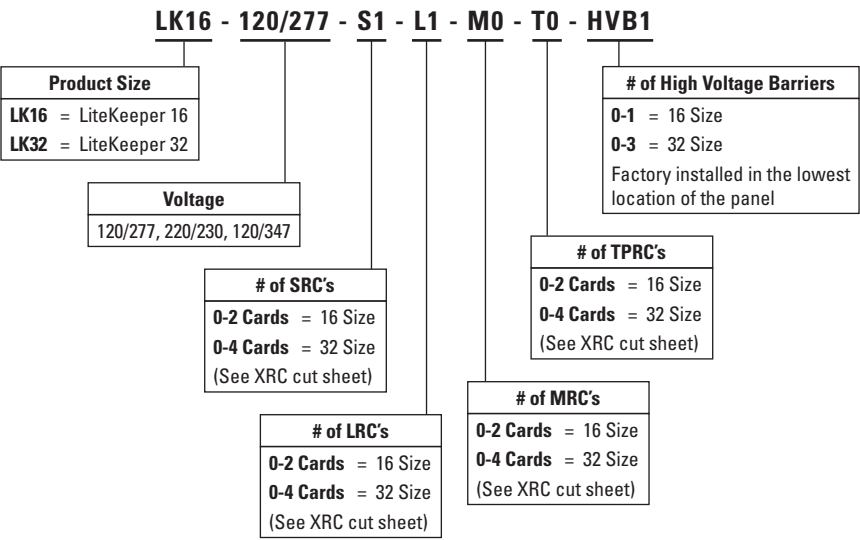 LK16 - 120/277 - S1 - L1 - M0 - T0 - HVB1
Product Size
LK16 = LiteKeeper 16
LK32 = LiteKeeper 32
# of High Voltage Barriers
0-1 = 16 Size
0-3 = 32 Size
Factory installed in the lowest
location of the panel
Voltage
120/277, 220/230, 120/347
# of TPRC's
0-2 Cards = 16 Size
0-4 Cards = 32 Size
(See XRC cut sheet)
# of SRC's
0-2 Cards = 16 Size
0-4 Cards = 32 Size
(See XRC cut sheet)
# of MRC's
0-2 Cards = 16 Size
0-4 Cards = 32 Size
(See XRC cut sheet)
# of LRC's
0-2 Cards = 16 Size
0-4 Cards = 32 Size
(See XRC cut sheet)